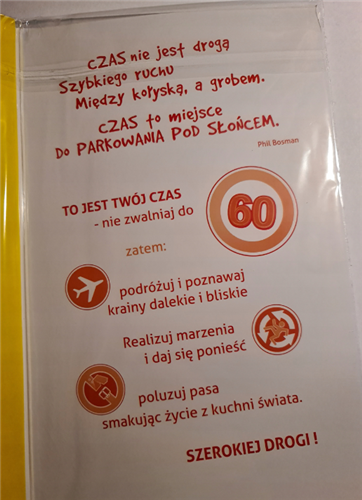 CZAS nie jest drogą
Szybkiego ruchu
Między kołyską, a grobem.
CZAS to miejsce
Do PARKOWANIA POD SŁOŃCEM.
Phil Bosman
TO JEST TWÓJ CZAS
- nie zwalniaj do
60
zatem:
podróżuj i poznawaj
krainy dalekie i bliskie
Realizuj marzenia
i daj się ponieść
poluzuj pasa
smakując życie z kuchni świata.
SZEROKIEJ DROGI !